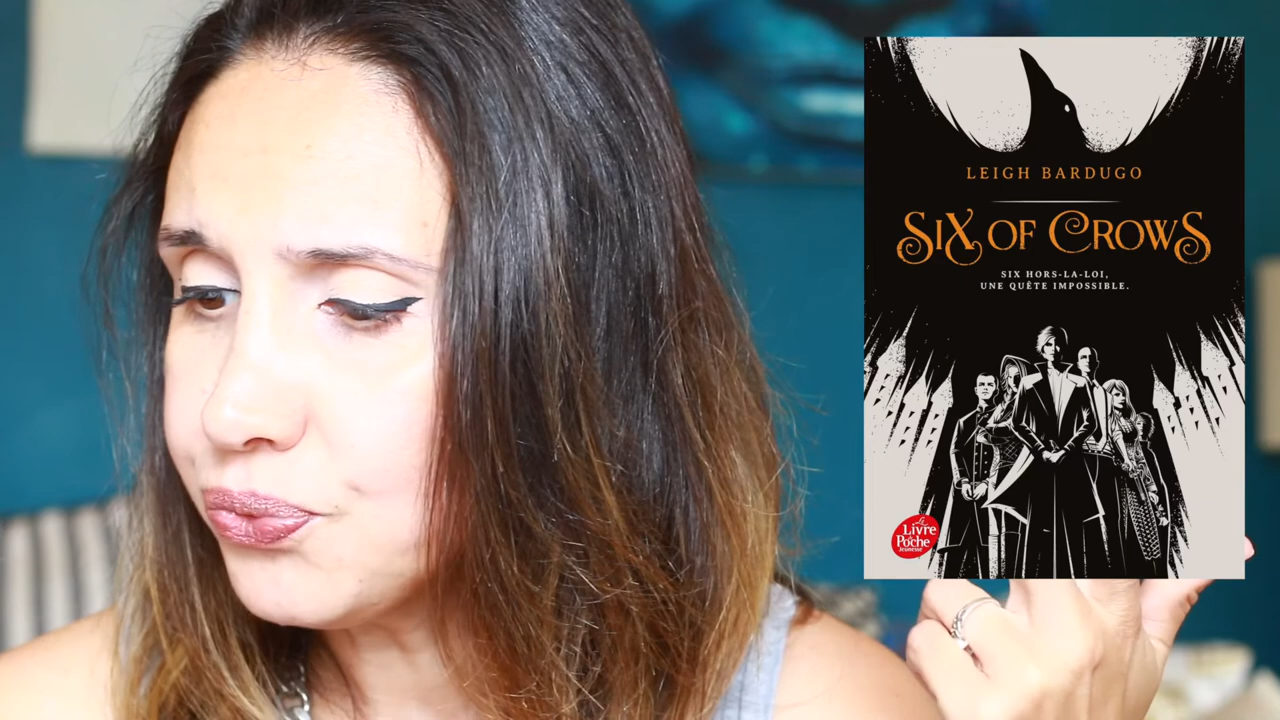 LEIGH BARDUGO
SIX OF CROWS
SIX HORS-LA-LOI,
UNE QUÊTE IMPOSSIBLE.
Le
Livre
de
Poche
JEUNESSE